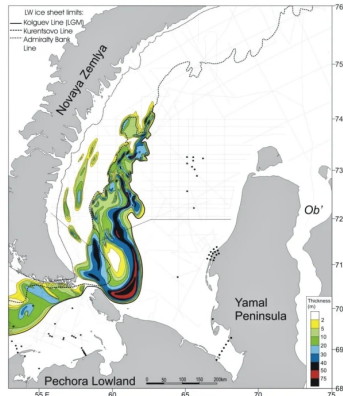 LW ice sheet limits:
Kolguev Line (LGM)
Kurentsovo Line
Admiralty Bank
Line
Novaya Zemlya
Ob'
Yamal
Peninsula
Pechora Lowland
Thickness
(m)
2
5
10
20
30
40
50
75
50
100
150
200km
76
75
74
73
72
71
70
69
68
55 E
60
65
70
75